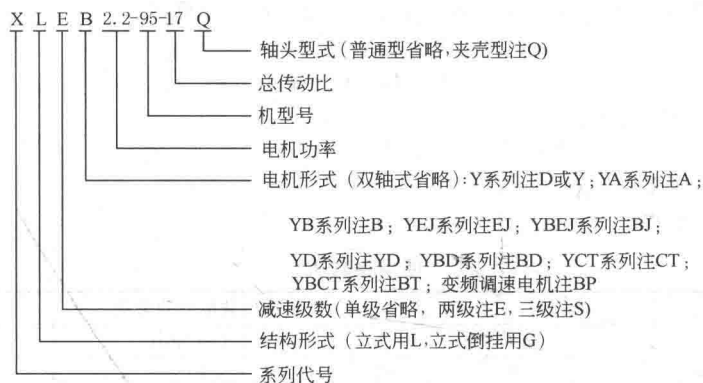 X L E B 2.2-95-17 Q
轴头型式(普通型省略,夹壳型注Q)
总传动比
机型号
电机功率
电机形式（双轴式省略）:Y系列注D或Y；YA系列注A；
YB系列注B；YEJ系列注EJ；YBEJ系列注BJ；
YD系列注YD；YBD系列注BD；YCT系列注CT；
YBCT系列注BT；变频调速电机注BP
减速级数(单级省略，两级注E,三级注S)
结构形式（立式用L,立式倒挂用G）
系列代号